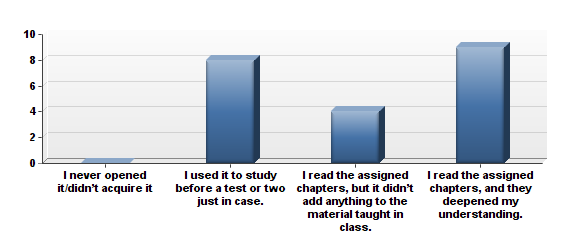 10
8
6
4
2
0
I never opened
it/didn't acquire it
I used it to study
before a test or two
just in case.
I read the assigned
chapters, but it didn't
add anything to the
material taught in
class.
I read the assigned
chapters, and they
deepened my
understanding.